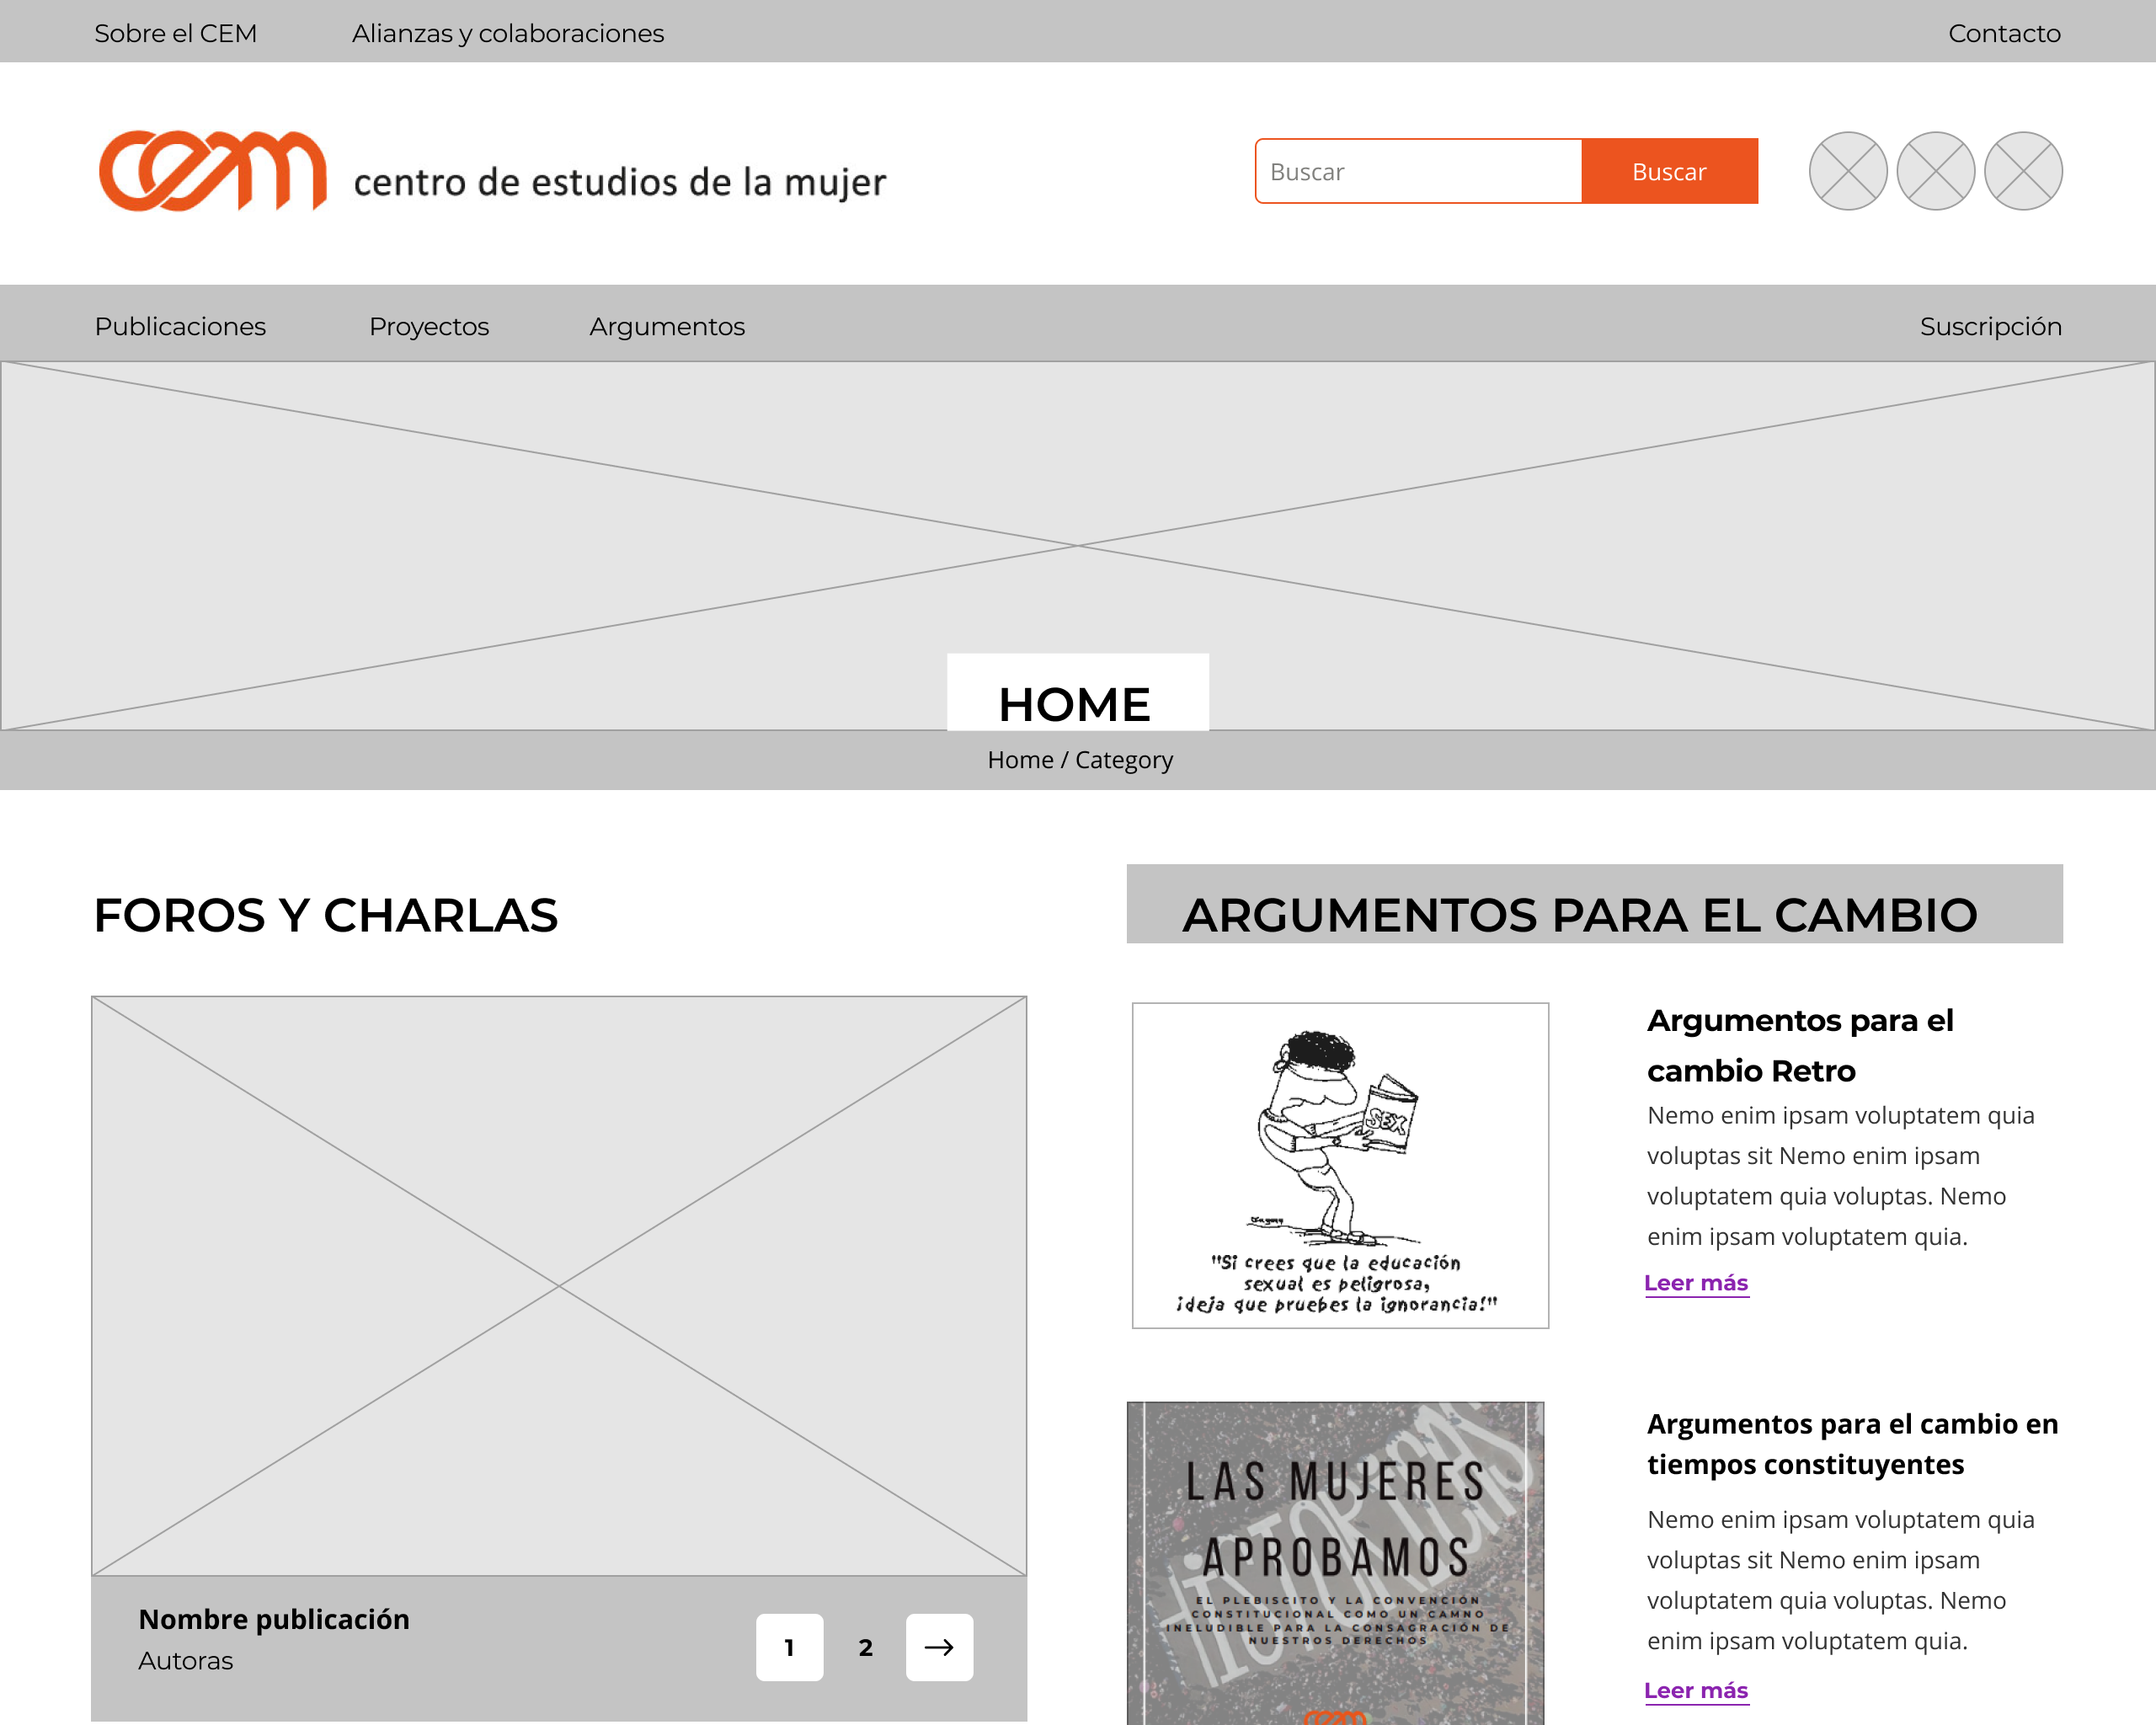 Sobre el CEM
Alianzas y colaboraciones
Contacto
cem
centro de estudios de la mujer
Buscar
Buscar
Publicaciones
Proyectos
Argumentos
Suscripción
HOME
Home / Category
FOROS Y CHARLAS
Nombre publicación
Autoras
1
2
ARGUMENTOS PARA EL CAMBIO
SEX
"Si crees que la educación
sexual es peligrosa,
¡deja que pruebes la ignorancia!"
Argumentos para el
cambio Retro
Nemo enim ipsam voluptatem quia
voluptas sit Nemo enim ipsam
voluptatem quia voluptas. Nemo
enim ipsam voluptatem quia.
Leer más
LAS MUJERES
APROBAMOS
EL PLEBISCITO Y LA CONVENCIÓN
CONSTITUCIONAL COMO UN CAMNO
INELUDIBLE PARA LA CONSAGRACIÓN DE
NUESTROS DERECHOS
cem
Argumentos para el cambio en
tiempos constituyentes
Nemo enim ipsam voluptatem quia
voluptas sit Nemo enim ipsam
voluptatem quia voluptas. Nemo
enim ipsam voluptatem quia.
Leer más